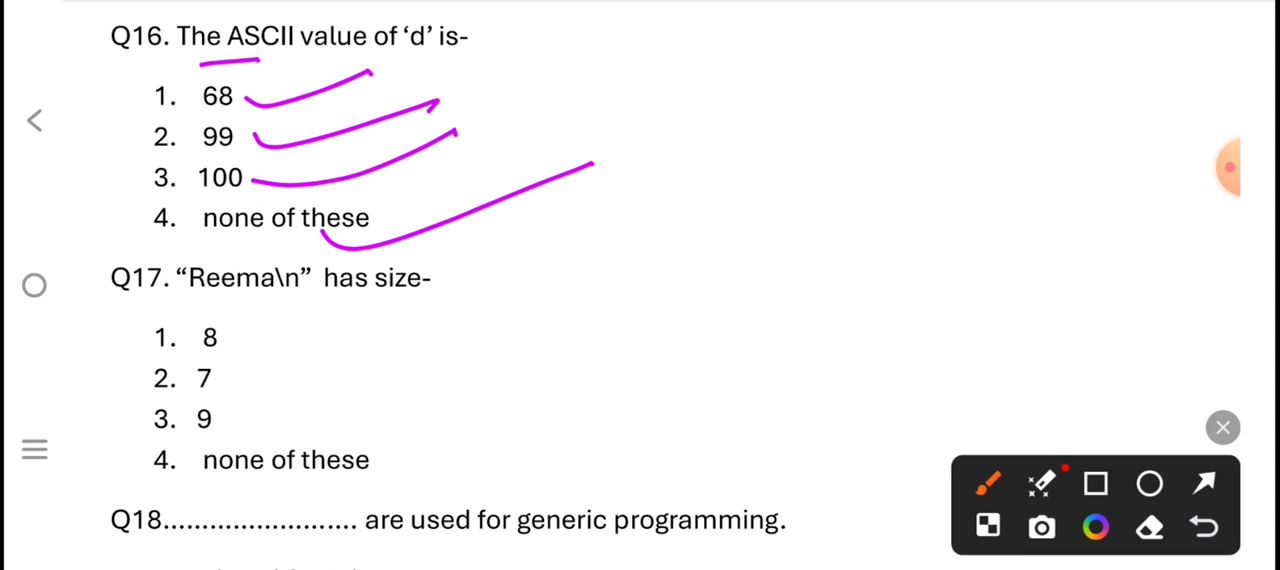 Q16. The ASCII value of ‘d’ is-
1. 68
2. 99
3. 100
4. none of these
Q17. “Reema\n” has size-
1. 8
2. 7
3. 9
4. none of these
Q18......................... are used for generic programming.